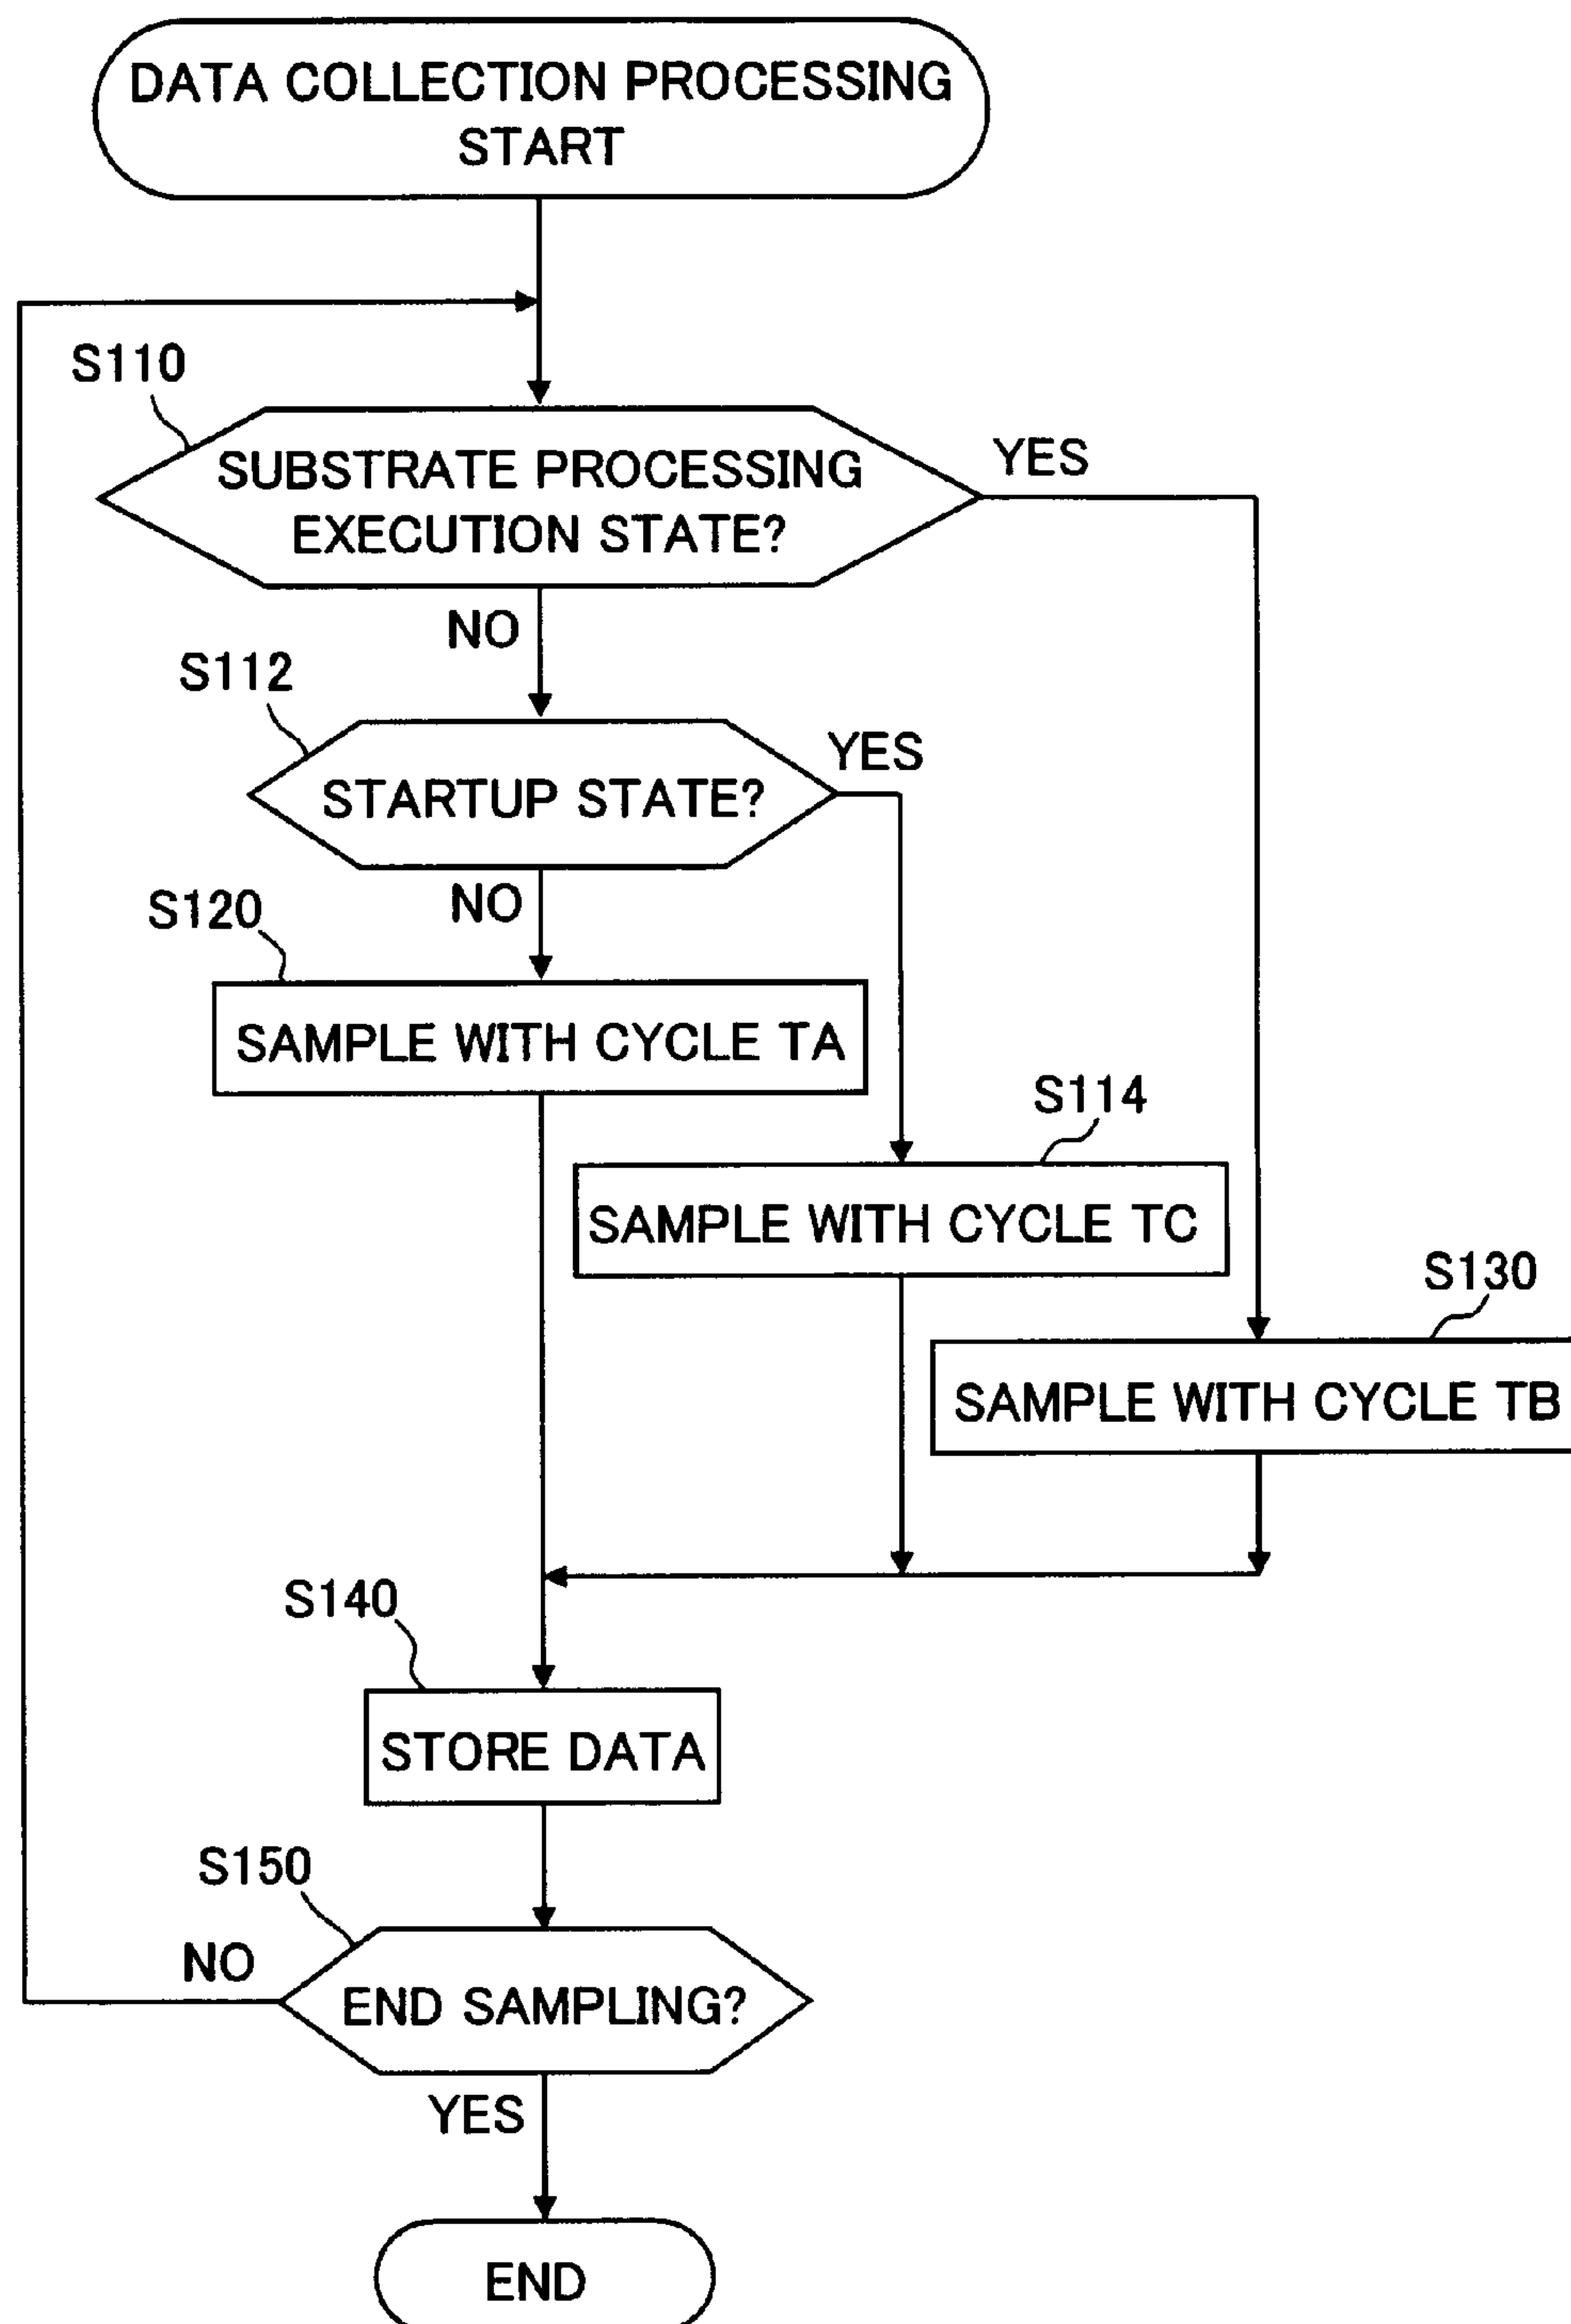 DATA COLLECTION PROCESSING
START
S110
SUBSTRATE PROCESSING
EXECUTION STATE?
YES
NO
S112
STARTUP STATE?
YES
NO
S120
SAMPLE WITH CYCLE TA
S114
SAMPLE WITH CYCLE TC
S130
SAMPLE WITH CYCLE TB
S140
STORE DATA
S150
NO
END SAMPLING?
YES
END